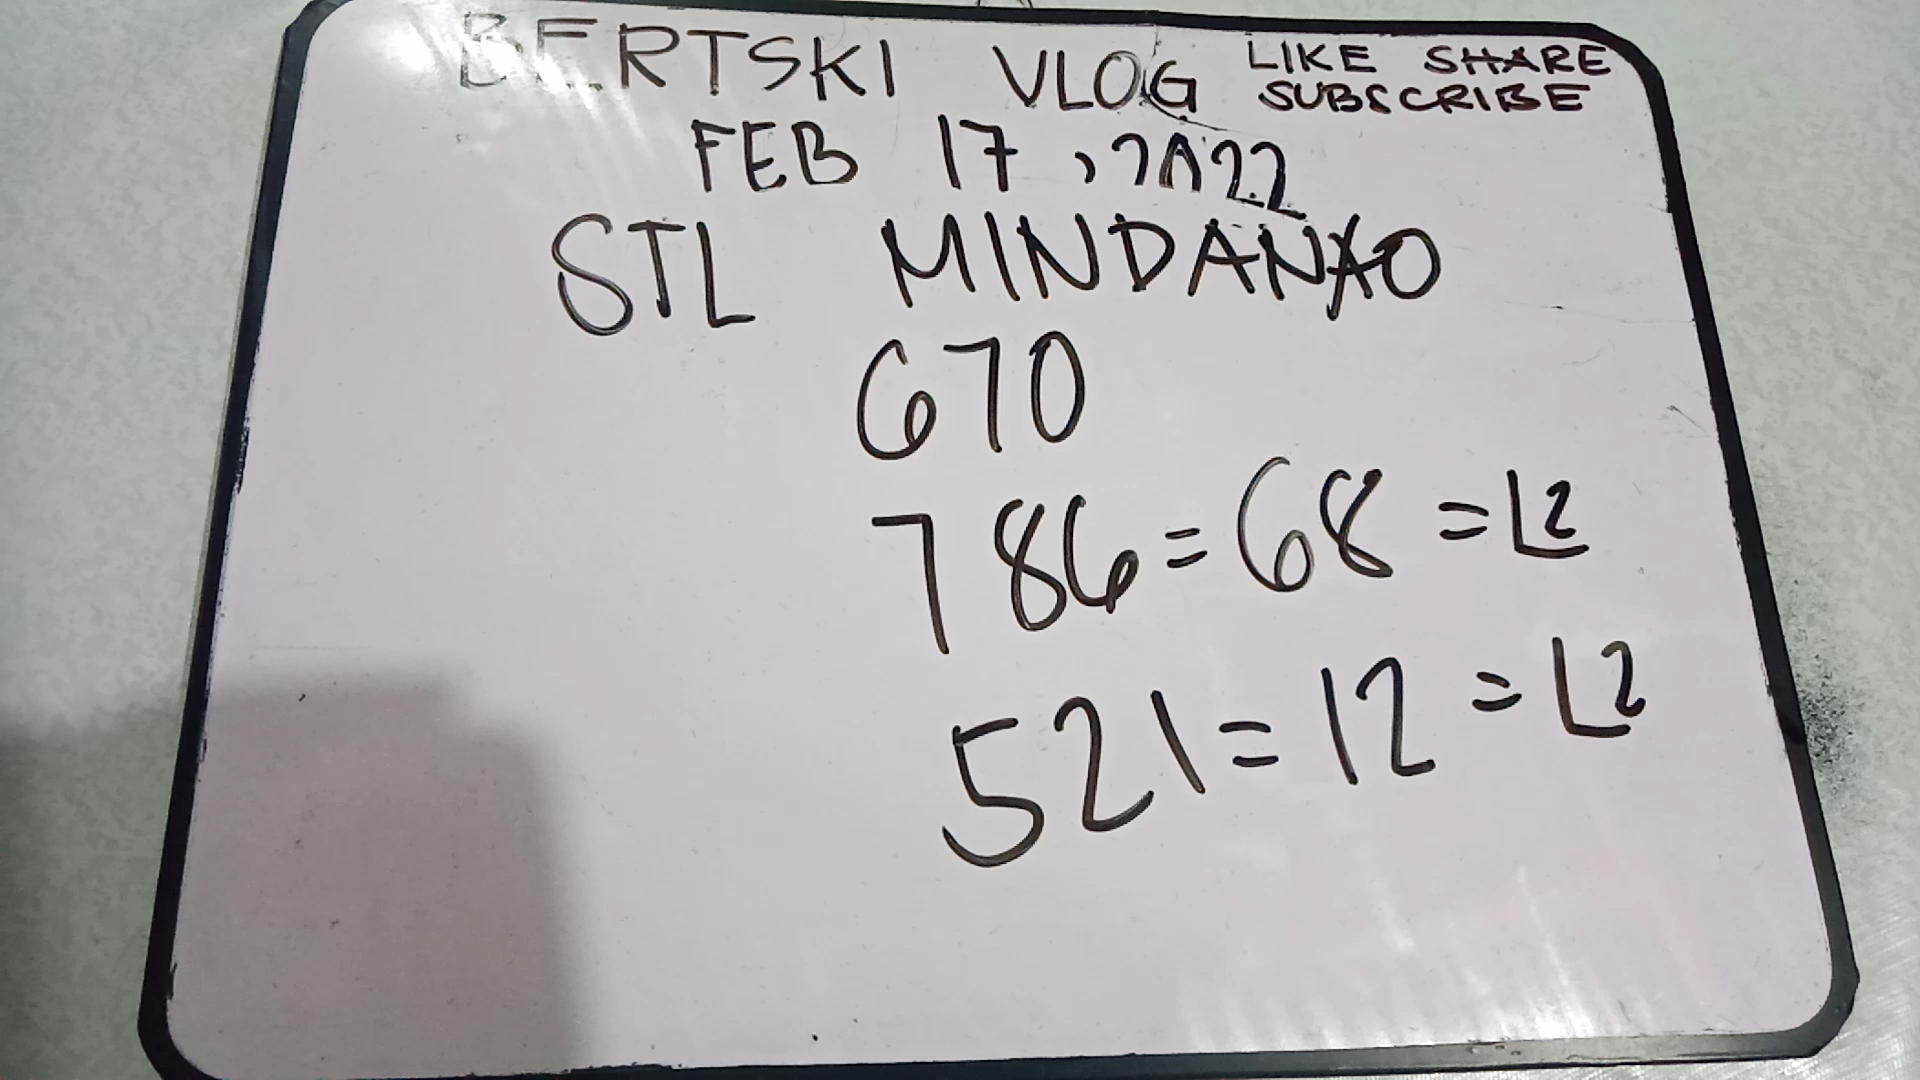 BERTSKI VLOG LIKE SHARE SUBSCRIBE
FEB 17, 2022
STL MINDANAO
670
786=68=L2
521=12=L2